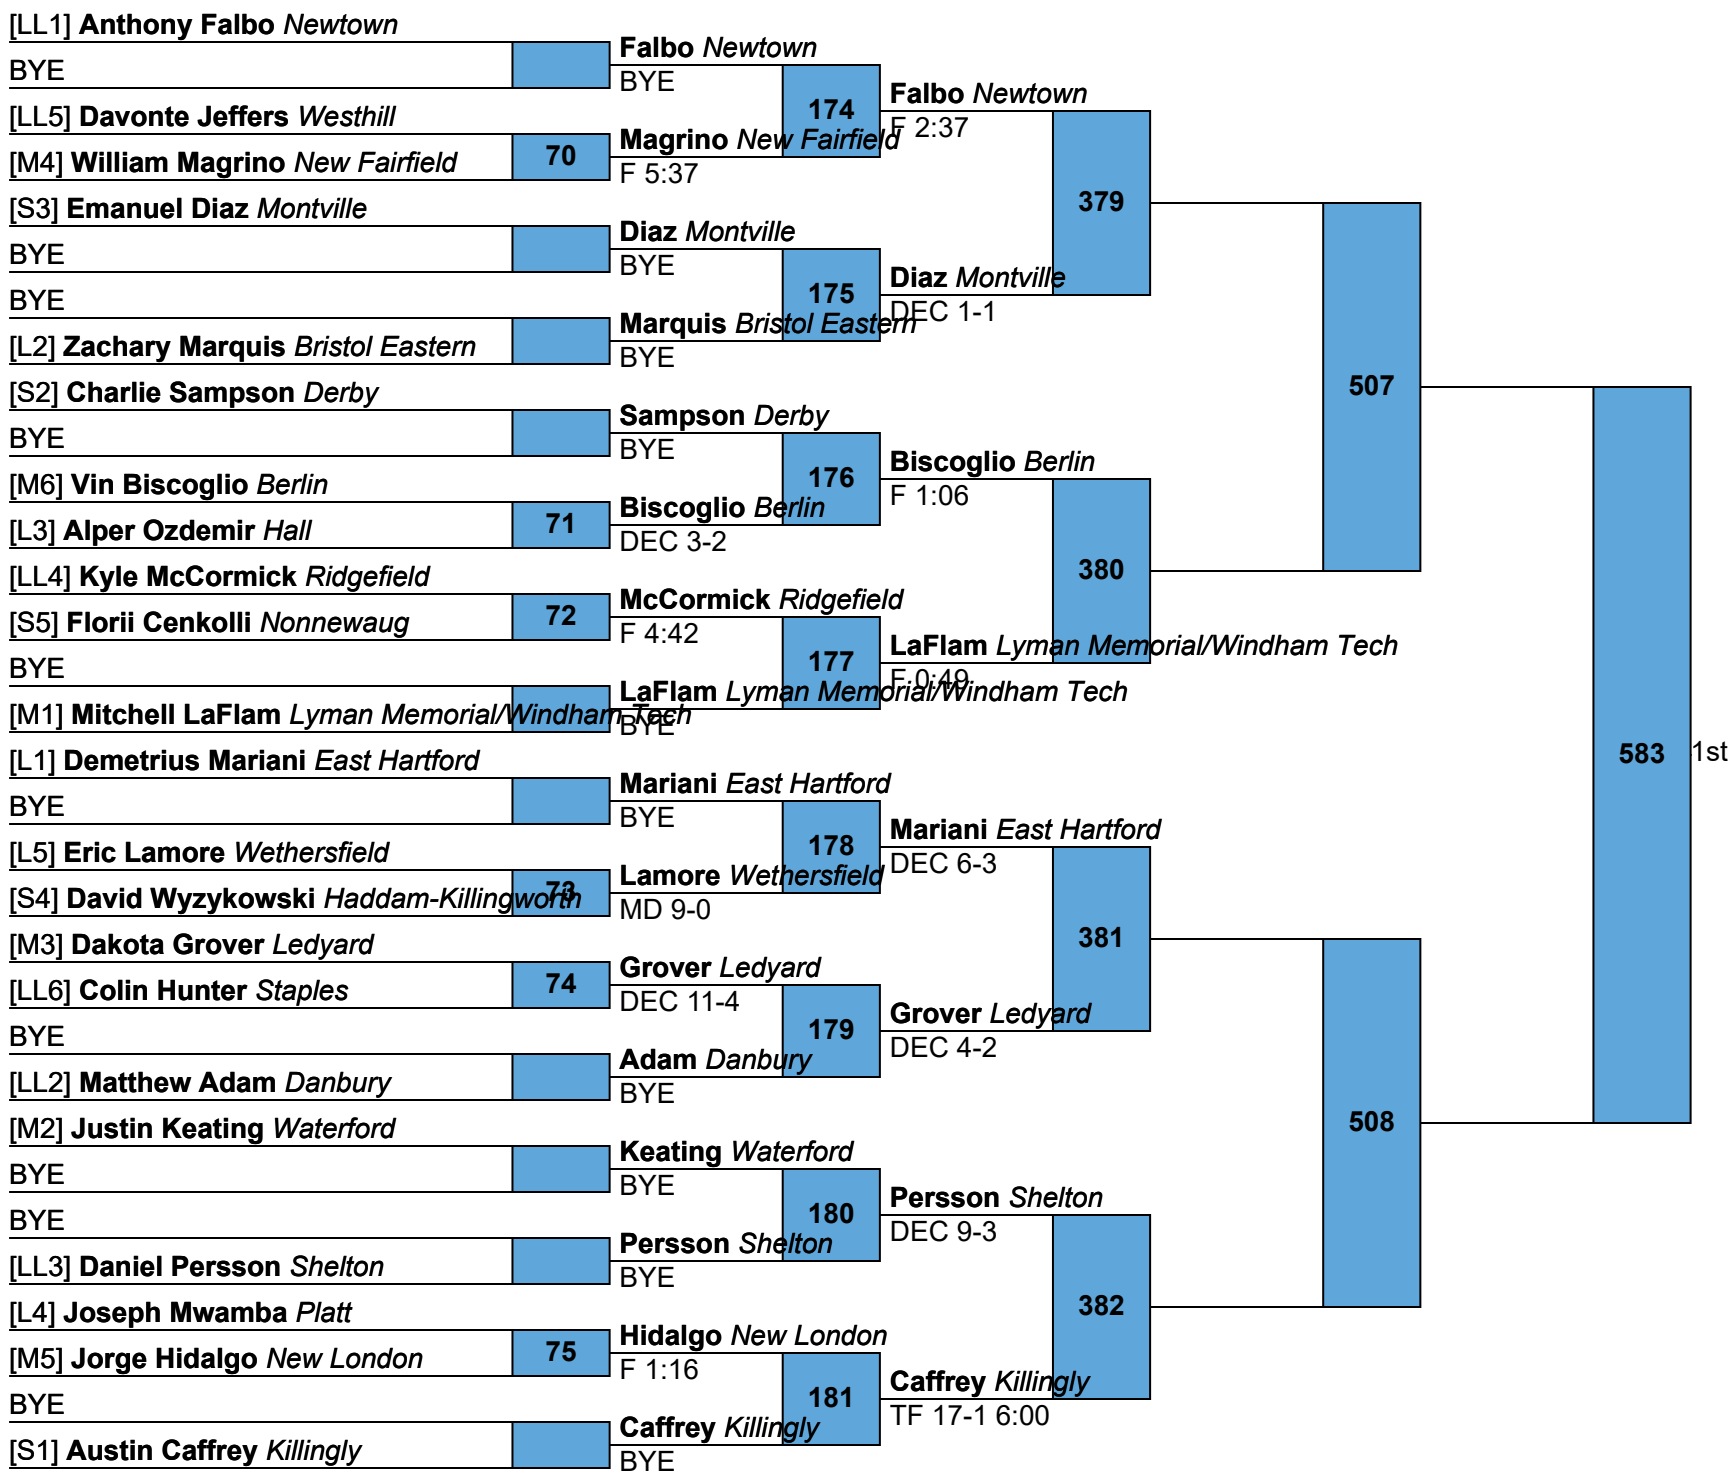 [LL1] Anthony Falbo Newtown
BYE
[LL5] Davonte Jeffers Westhill
[M4] William Magrino New Fairfield
[S3] Emanuel Diaz Montville
BYE
BYE
[L2] Zachary Marquis Bristol Eastern
[S2] Charlie Sampson Derby
BYE
[M6] Vin Biscoglio Berlin
[L3] Alper Ozdemir Hall
[LL4] Kyle McCormick Ridgefield
[S5] Florii Cenkolli Nonnewaug
BYE
[M1] Mitchell LaFlam Lyman Memorial/Windham Tech
[L1] Demetrius Mariani East Hartford
BYE
[L5] Eric Lamore Wethersfield
[S4] David Wyzykowski Haddam-Killingworth
[M3] Dakota Grover Ledyard
[LL6] Colin Hunter Staples
BYE
[LL2] Matthew Adam Danbury
[M2] Justin Keating Waterford
BYE
BYE
[LL3] Daniel Persson Shelton
[L4] Joseph Mwamba Platt
[M5] Jorge Hidalgo New London
BYE
[S1] Austin Caffrey Killingly
70
71
72
73
74
75
Falbo Newtown
BYE
Magrino New Fairfield
F 5:37
Diaz Montville
BYE
Marquis Bristol Eastern
BYE
Sampson Derby
BYE
Biscoglio Berlin
DEC 3-2
McCormick Ridgefield
F 4:42
LaFlam Lyman Memorial/Windham Tech
BYE
Mariani East Hartford
BYE
Lamore Wethersfield
MD 9-0
Grover Ledyard
DEC 11-4
Adam Danbury
BYE
Keating Waterford
BYE
Persson Shelton
BYE
Hidalgo New London
F 1:16
Caffrey Killingly
BYE
174
175
176
177
178
179
180
181
Falbo Newtown
F 2:37
Diaz Montville
DEC 1-1
Biscoglio Berlin
F 1:06
LaFlam Lyman Memorial/Windham Tech
F 0:49
Mariani East Hartford
DEC 6-3
Grover Ledyard
DEC 4-2
Persson Shelton
DEC 9-3
Caffrey Killingly
TF 17-1 6:00
379
380
381
382
507
508
583
1st